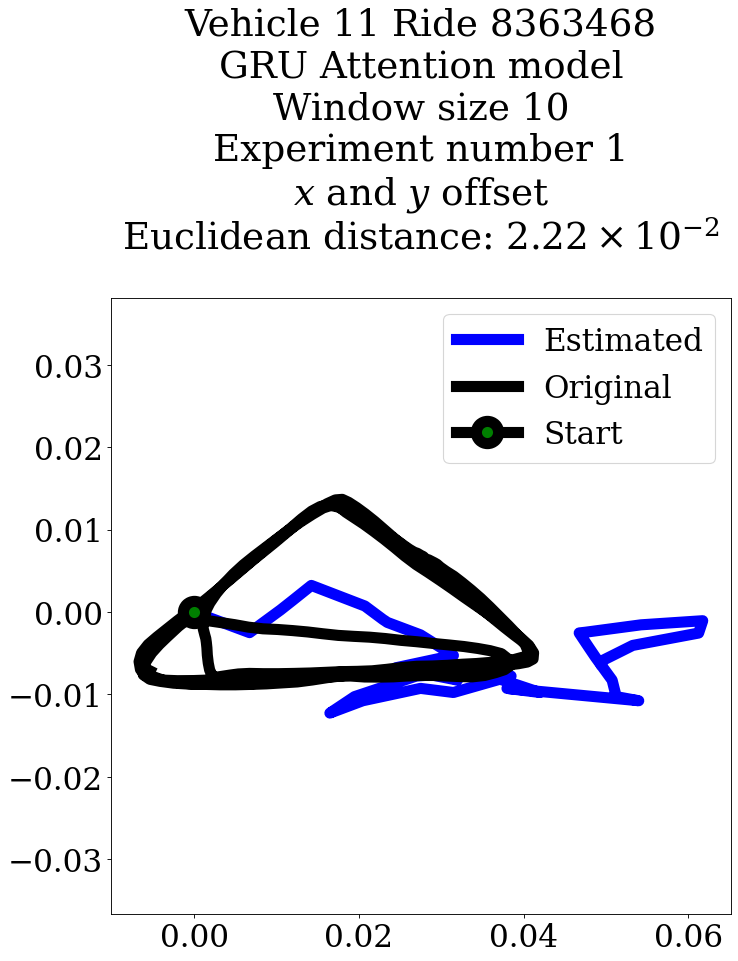 Vehicle 11 Ride 8363468
GRU Attention model
Window size 10
Experiment number 1
x and y offset
Euclidean distance: 2.22 × 10⁻²
Estimated
Original
Start
0.03
0.02
0.01
0.00
−0.01
−0.02
−0.03
0.00 0.02 0.04 0.06